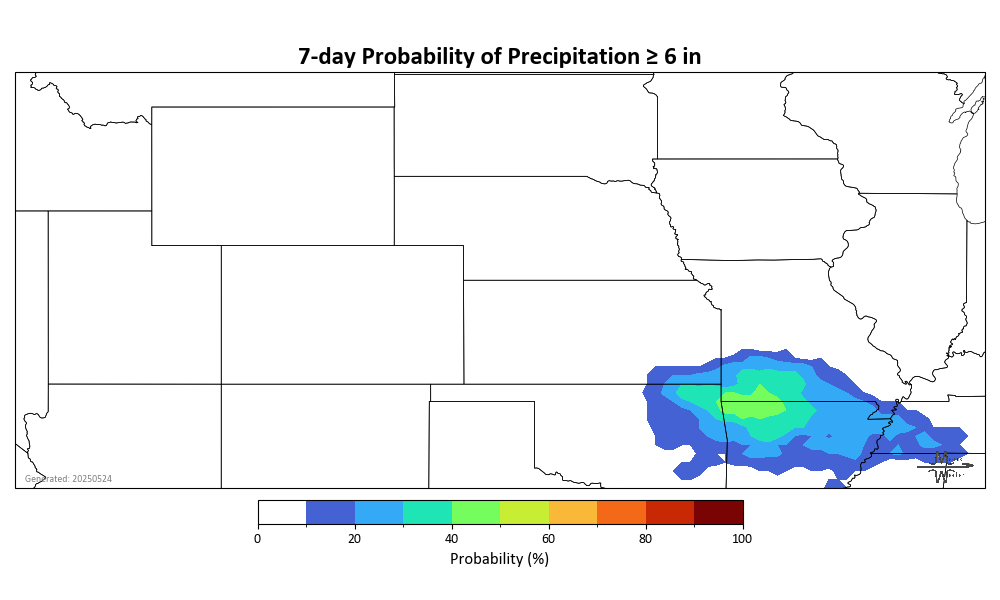 7-day Probability of Precipitation ≥ 6 in
Generated: 20250524
0 20 40 60 80 100
Probability (%)